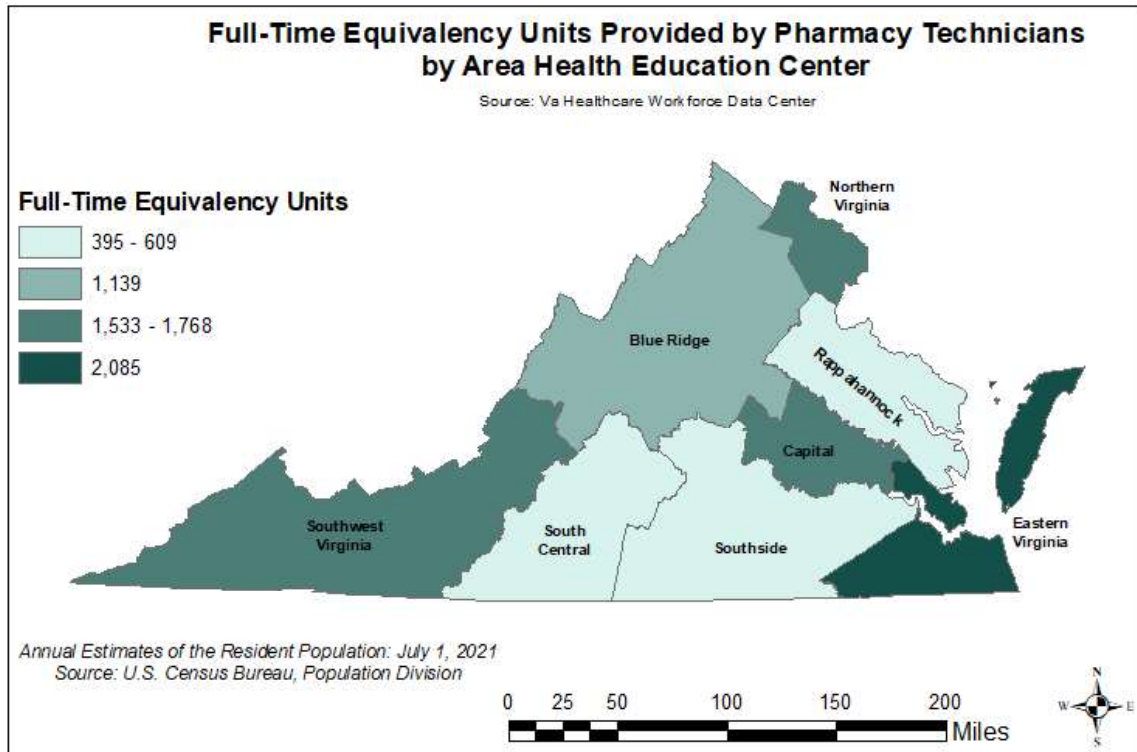 Full-Time Equivalency Units Provided by Pharmacy Technicians
by Area Health Education Center
Source: Va Healthcare Workforce Data Center
Full-Time Equivalency Units
395 - 609
1,139
1,533 - 1,768
2,085
Northern
Virginia
Blue Ridge
Rappahannock
Capital
Southwest
Virginia
South
Central
Southside
Eastern
Virginia
Annual Estimates of the Resident Population: July 1, 2021
Source: U.S. Census Bureau, Population Division
0 25 50 100 150 200
Miles
N
W E
S